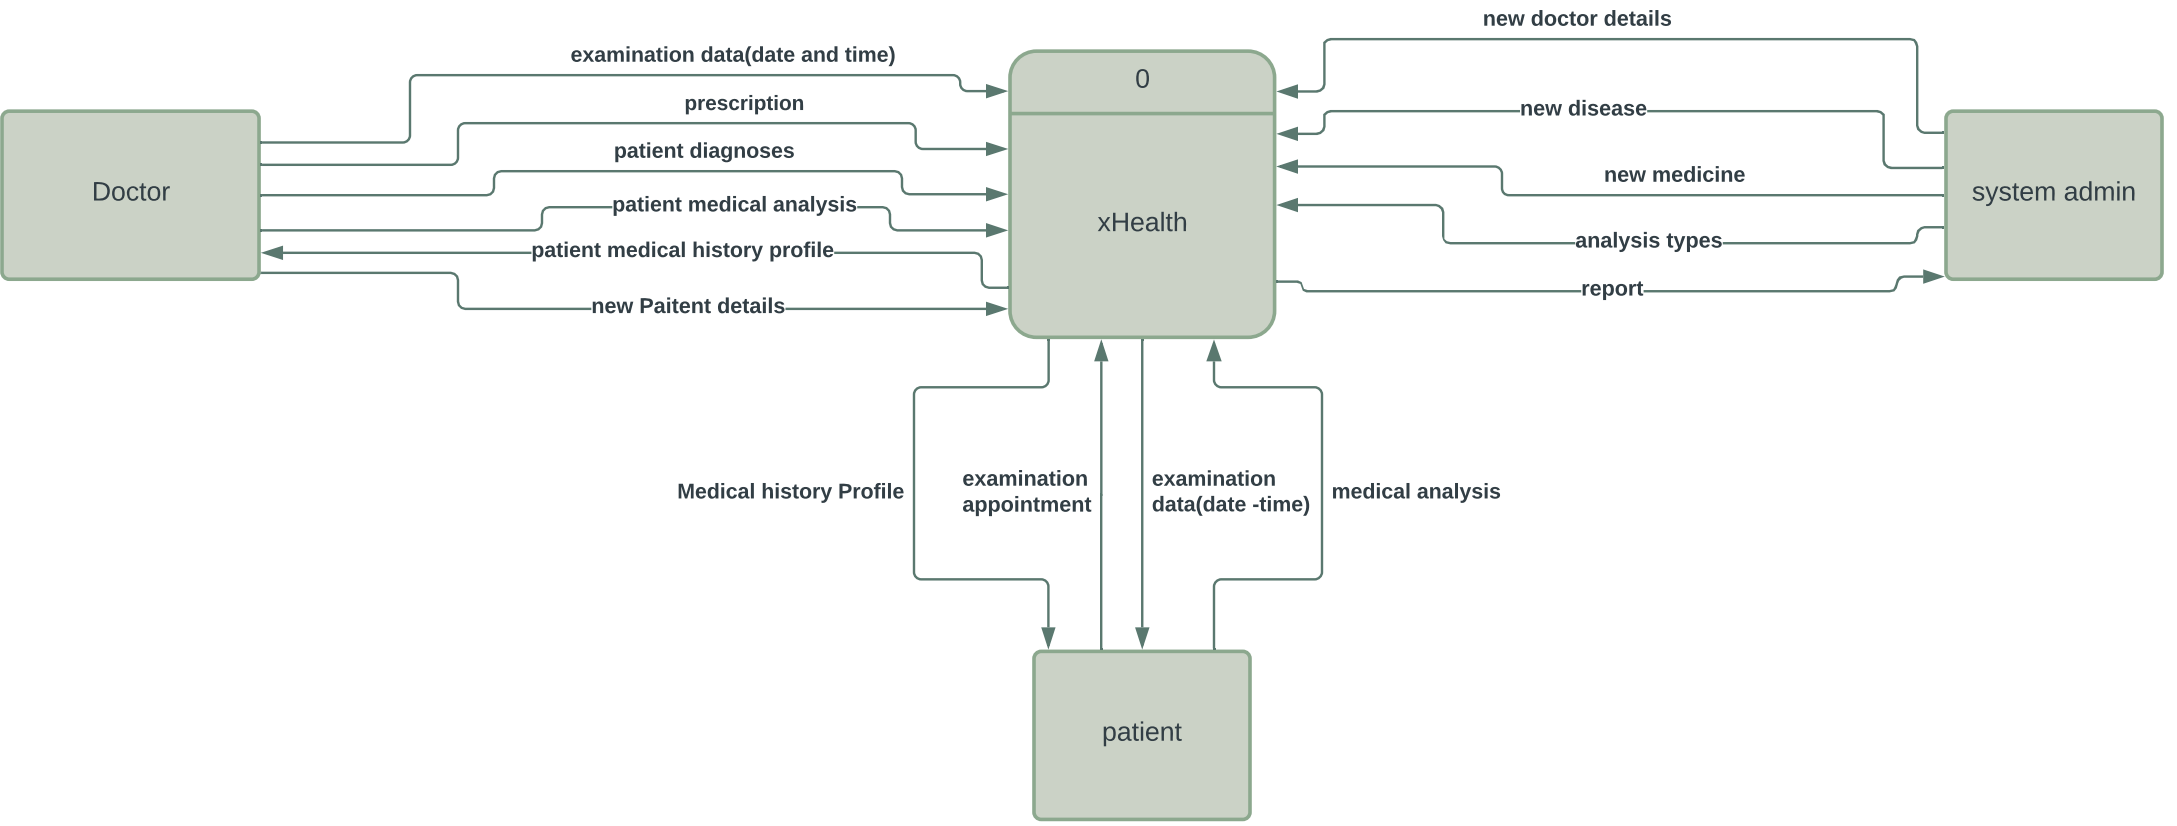 new doctor details
examination data(date and time)
0
prescription
new disease
patient diagnoses
new medicine
Doctor
system admin
patient medical analysis
xHealth
analysis types
patient medical history profile
report
new Paitent details
Medical history Profile
examination
appointment
examination
data(date -time)
medical analysis
patient